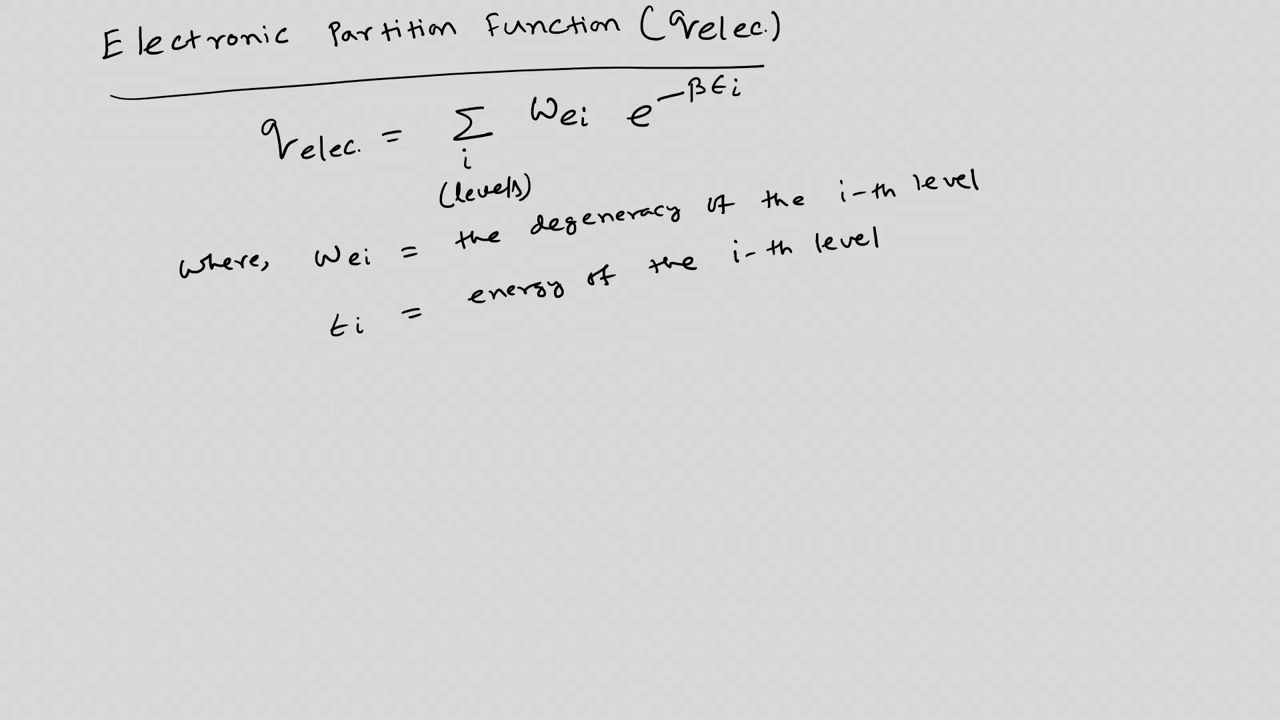 Electronic Partition Function (qelec.)
qelec. = Σ ωei e^-βϵi
i
(levels)
where, ωei = the degeneracy of the i-th level
ϵi = energy of the i-th level